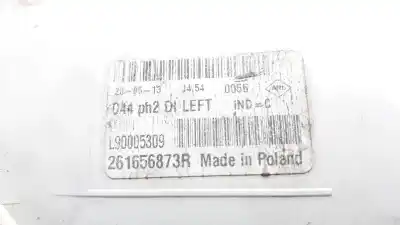 20-05-13 14.54 0056
D44 ph2 DI LEFT iND=C
L90005309
261656873R Made in Poland